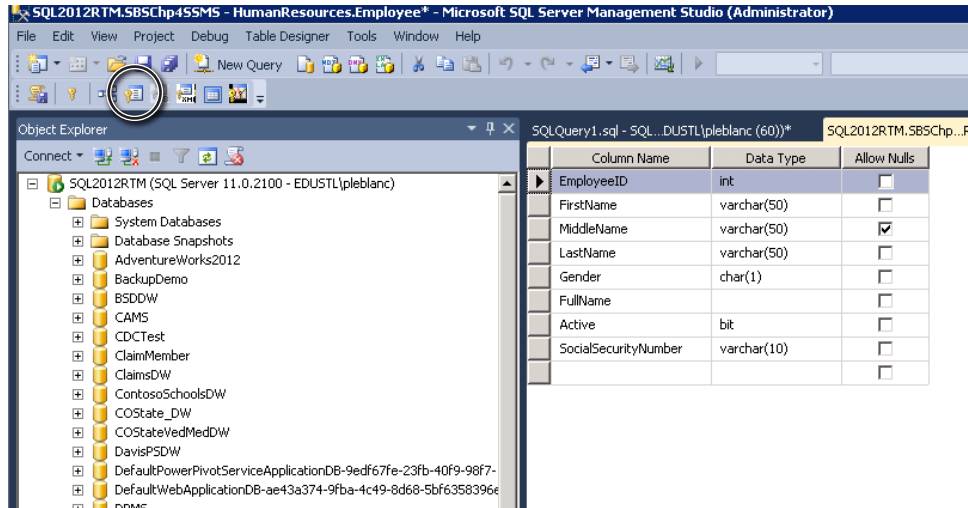 SQL2012RTM.SBSChp4SSMS - HumanResources.Employee* - Microsoft SQL Server Management Studio (Administrator)
File Edit View Project Debug Table Designer Tools Window Help
New Query
Object Explorer
SQLQuery1.sql - SQL...DUSTL\pleblanc (60))*
SQL2012RTM.SBSChp...R
Connect
Column Name Data Type Allow Nulls
SQL2012RTM (SQL Server 11.0.2100 - EDUSTL\pleblanc)
EmployeeID int
Databases
FirstName varchar(50)
System Databases
MiddleName varchar(50)
Database Snapshots
LastName varchar(50)
AdventureWorks2012
Gender char(1)
BackupDemo
FullName
BSDDW
Active bit
CAMS
SocialSecurityNumber varchar(10)
CDCTest
ClaimMember
ClaimsDW
ContosoSchoolsDW
COState_DW
COStateVedMedDW
DavisPSDW
DefaultPowerPivotServiceApplicationDB-9edf67fe-23fb-40f9-98f7-
DefaultWebApplicationDB-ae43a374-9fba-4c49-8d68-5bf6358396e